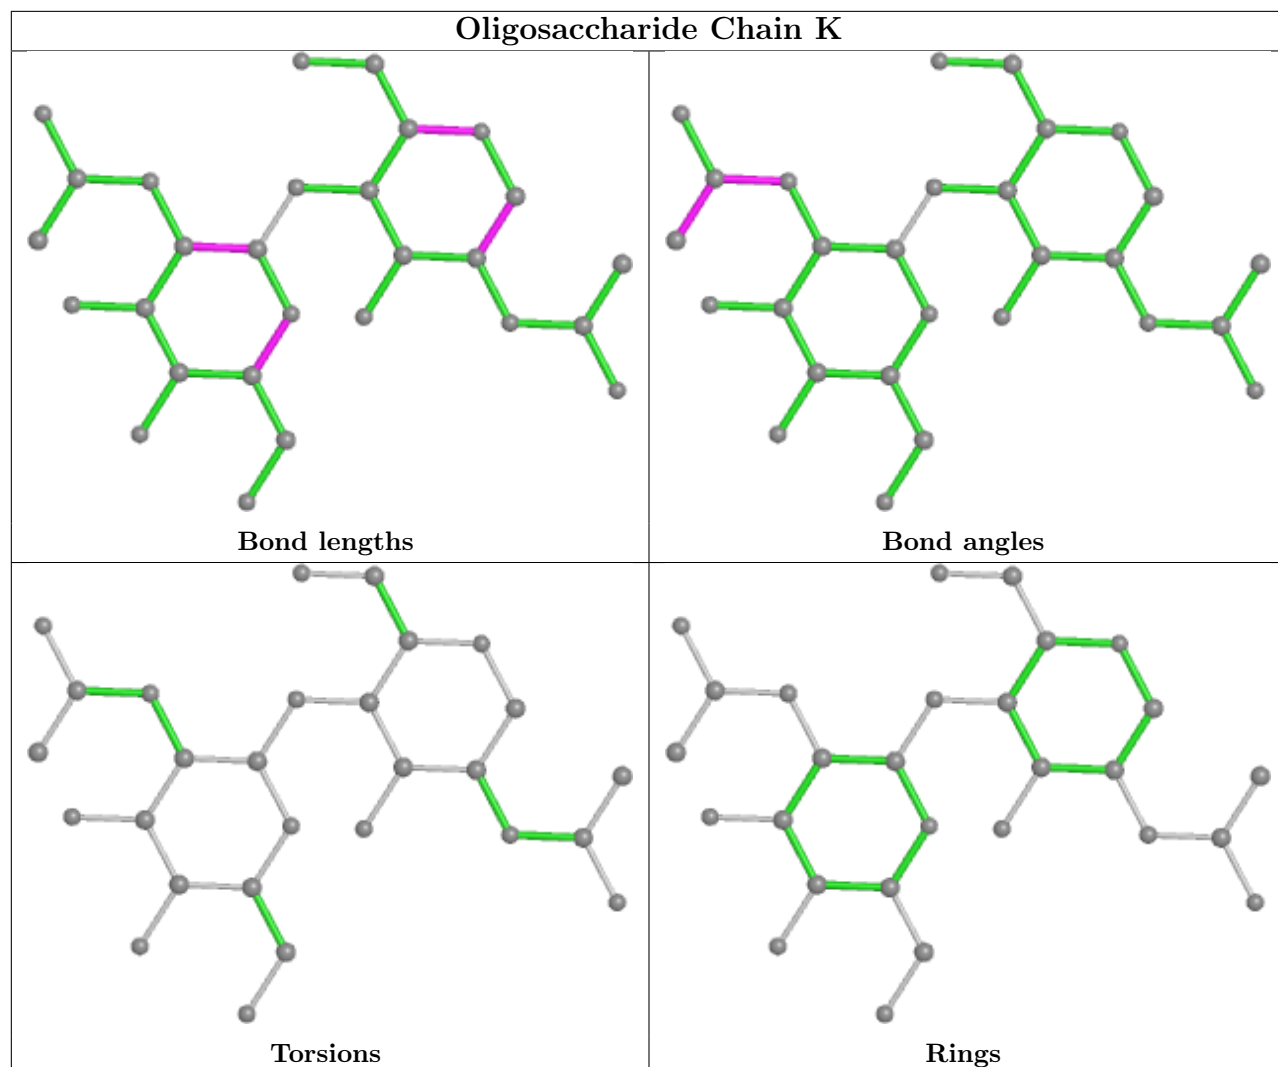 Oligosaccharide Chain K
Bond lengths
Bond angles
Torsions
Rings